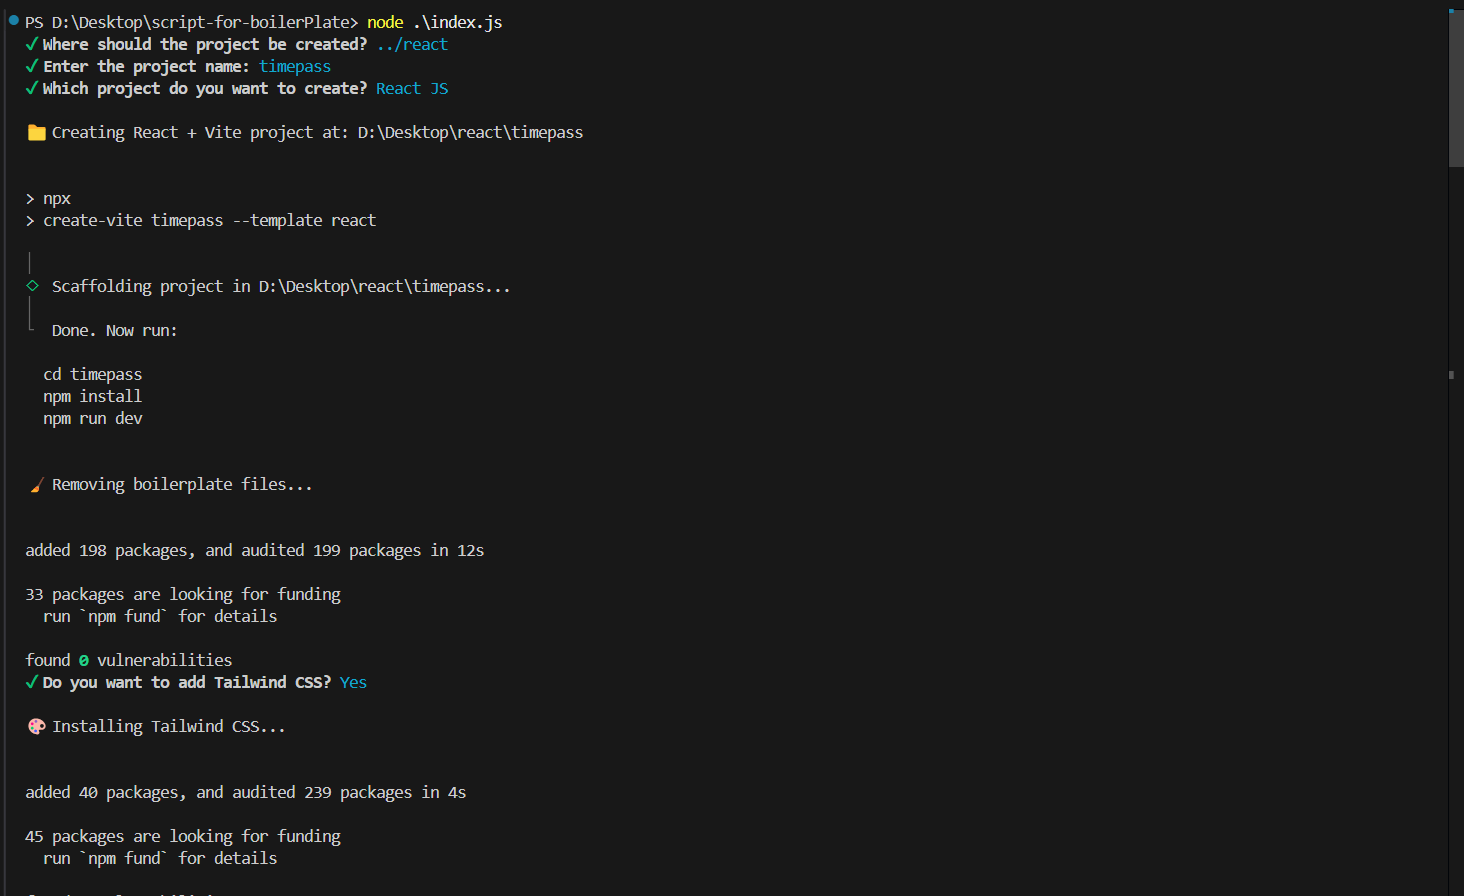 PS D:\Desktop\script-for-boilerPlate> node .\index.js
✓ Where should the project be created? ../react
✓ Enter the project name: timepass
✓ Which project do you want to create? React JS
Creating React + Vite project at: D:\Desktop\react\timepass
> npx
> create-vite timepass --template react
Scaffolding project in D:\Desktop\react\timepass...
Done. Now run:
cd timepass
npm install
npm run dev
Removing boilerplate files...
added 198 packages, and audited 199 packages in 12s
33 packages are looking for funding
run `npm fund` for details
found 0 vulnerabilities
✓ Do you want to add Tailwind CSS? Yes
Installing Tailwind CSS...
added 40 packages, and audited 239 packages in 4s
45 packages are looking for funding
run `npm fund` for details